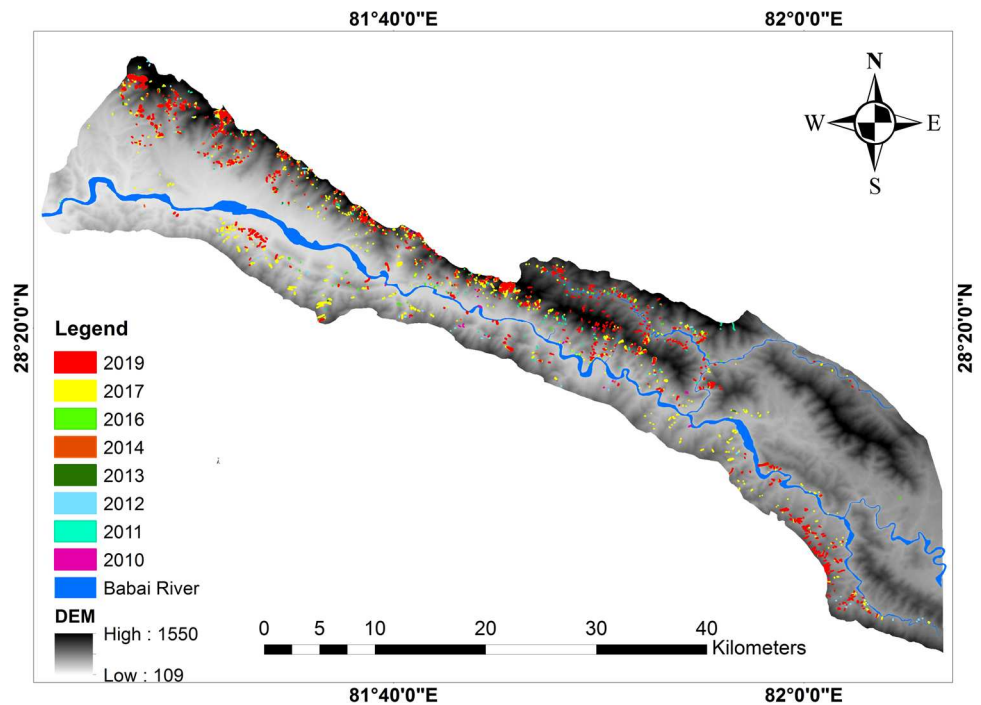 81°40'0"E 82°0'0"E
N
W E
S
28°20'0"N 28°20'0"N
Legend
2019
2017
2016
2014
2013
2012
2011
2010
Babai River
DEM
High : 1550
Low : 109
0 5 10 20 30 40
Kilometers
81°40'0"E 82°0'0"E